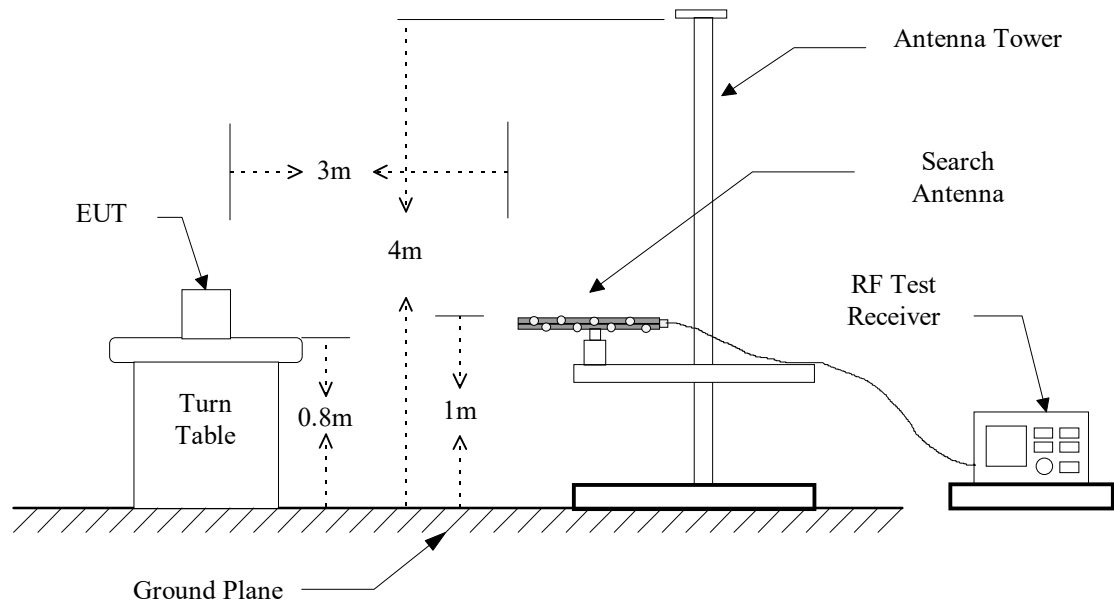 Antenna Tower
3m
Search
Antenna
EUT
4m
RF Test
Receiver
Turn
Table
0.8m
1m
Ground Plane